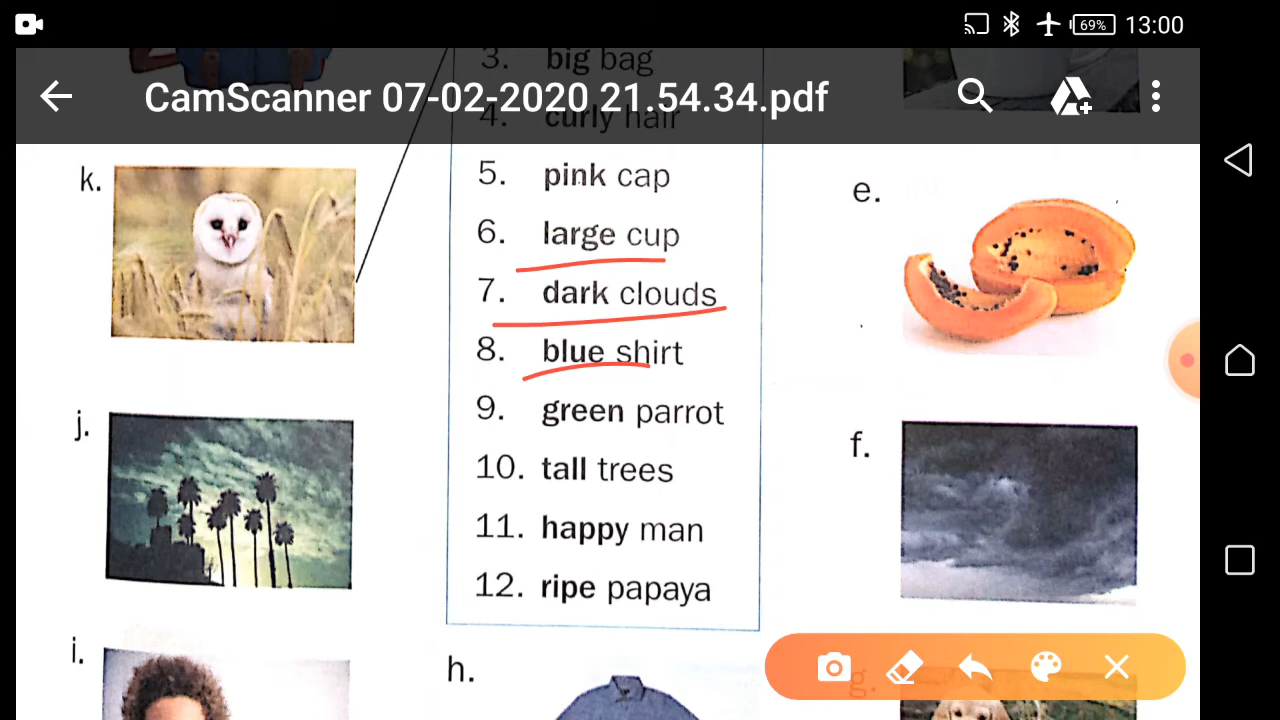 69% 13:00
CamScanner 07-02-2020 21.54.34.pdf
3. big bag
4. curly hair
5. pink cap
6. large cup
7. dark clouds
8. blue shirt
9. green parrot
10. tall trees
11. happy man
12. ripe papaya
k.
j.
i.
h.
e.
f.
g.